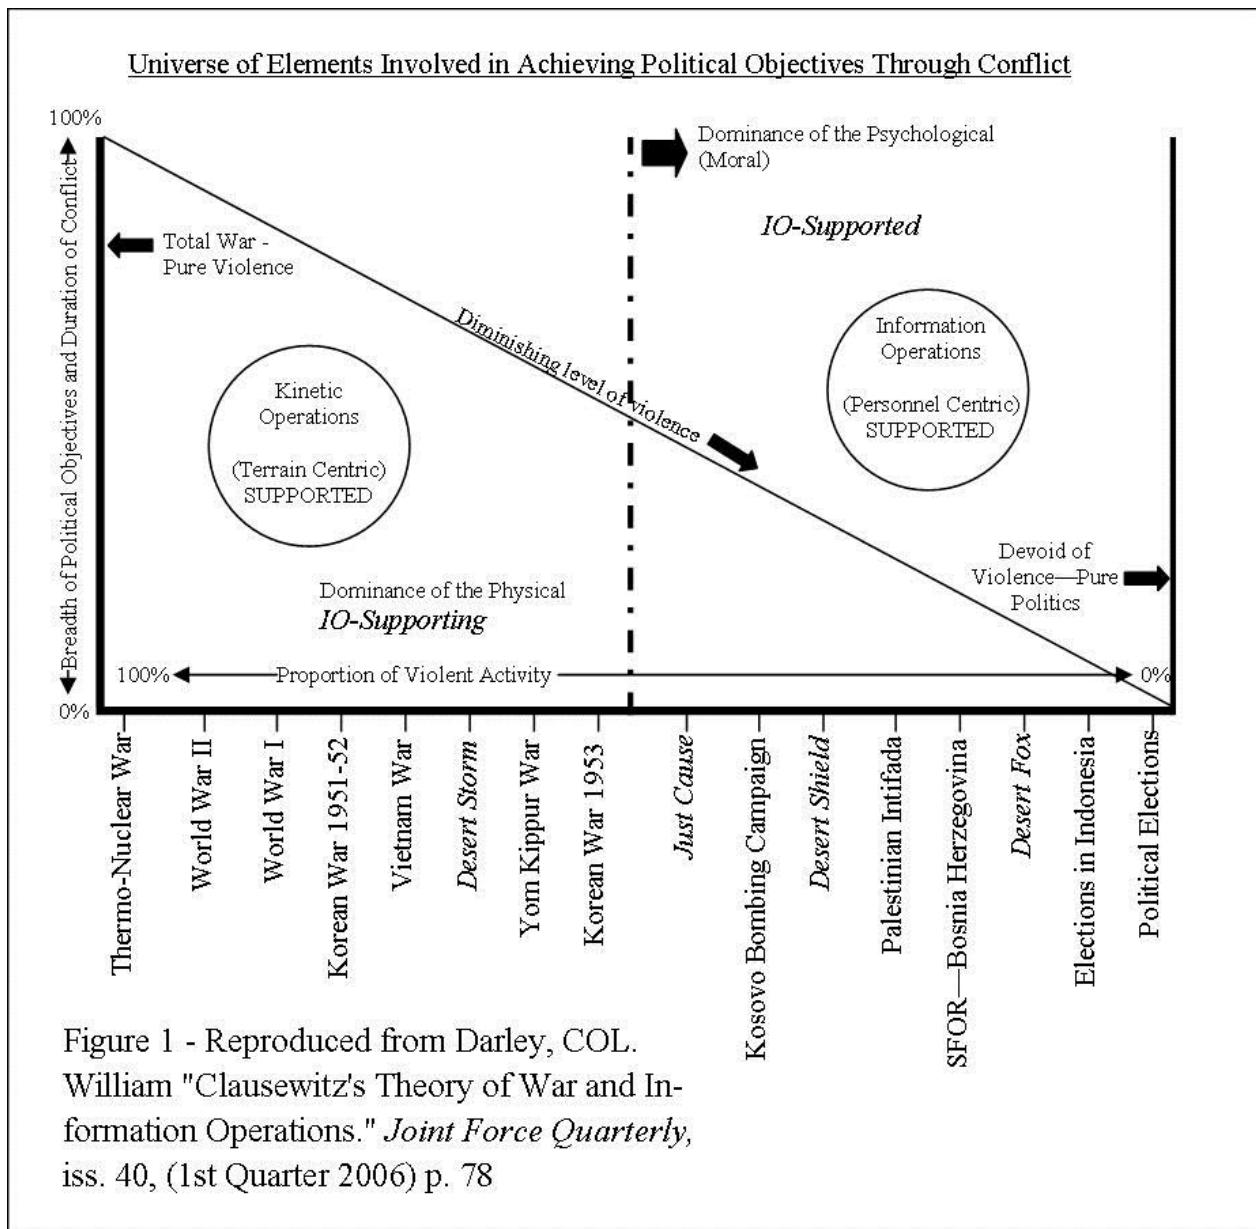 Universe of Elements Involved in Achieving Political Objectives Through Conflict
100%
Breadth of Political Objectives and Duration of Conflict
0%
Dominance of the Psychological
(Moral)
IO-Supported
Total War -
Pure Violence
Diminishing level of violence
Information
Operations
(Personnel Centric)
SUPPORTED
Kinetic
Operations
(Terrain Centric)
SUPPORTED
Devoid of
Violence—Pure
Politics
Dominance of the Physical
IO-Supporting
100%
Proportion of Violent Activity
0%
Thermo-Nuclear War
World War II
World War I
Korean War 1951-52
Vietnam War
Desert Storm
Yom Kippur War
Korean War 1953
Just Cause
Kosovo Bombing Campaign
Desert Shield
Palestinian Intifada
SFOR—Bosnia Herzegovina
Desert Fox
Elections in Indonesia
Political Elections
Figure 1 - Reproduced from Darley, COL.
William "Clausewitz's Theory of War and In-
formation Operations." Joint Force Quarterly,
iss. 40, (1st Quarter 2006) p. 78